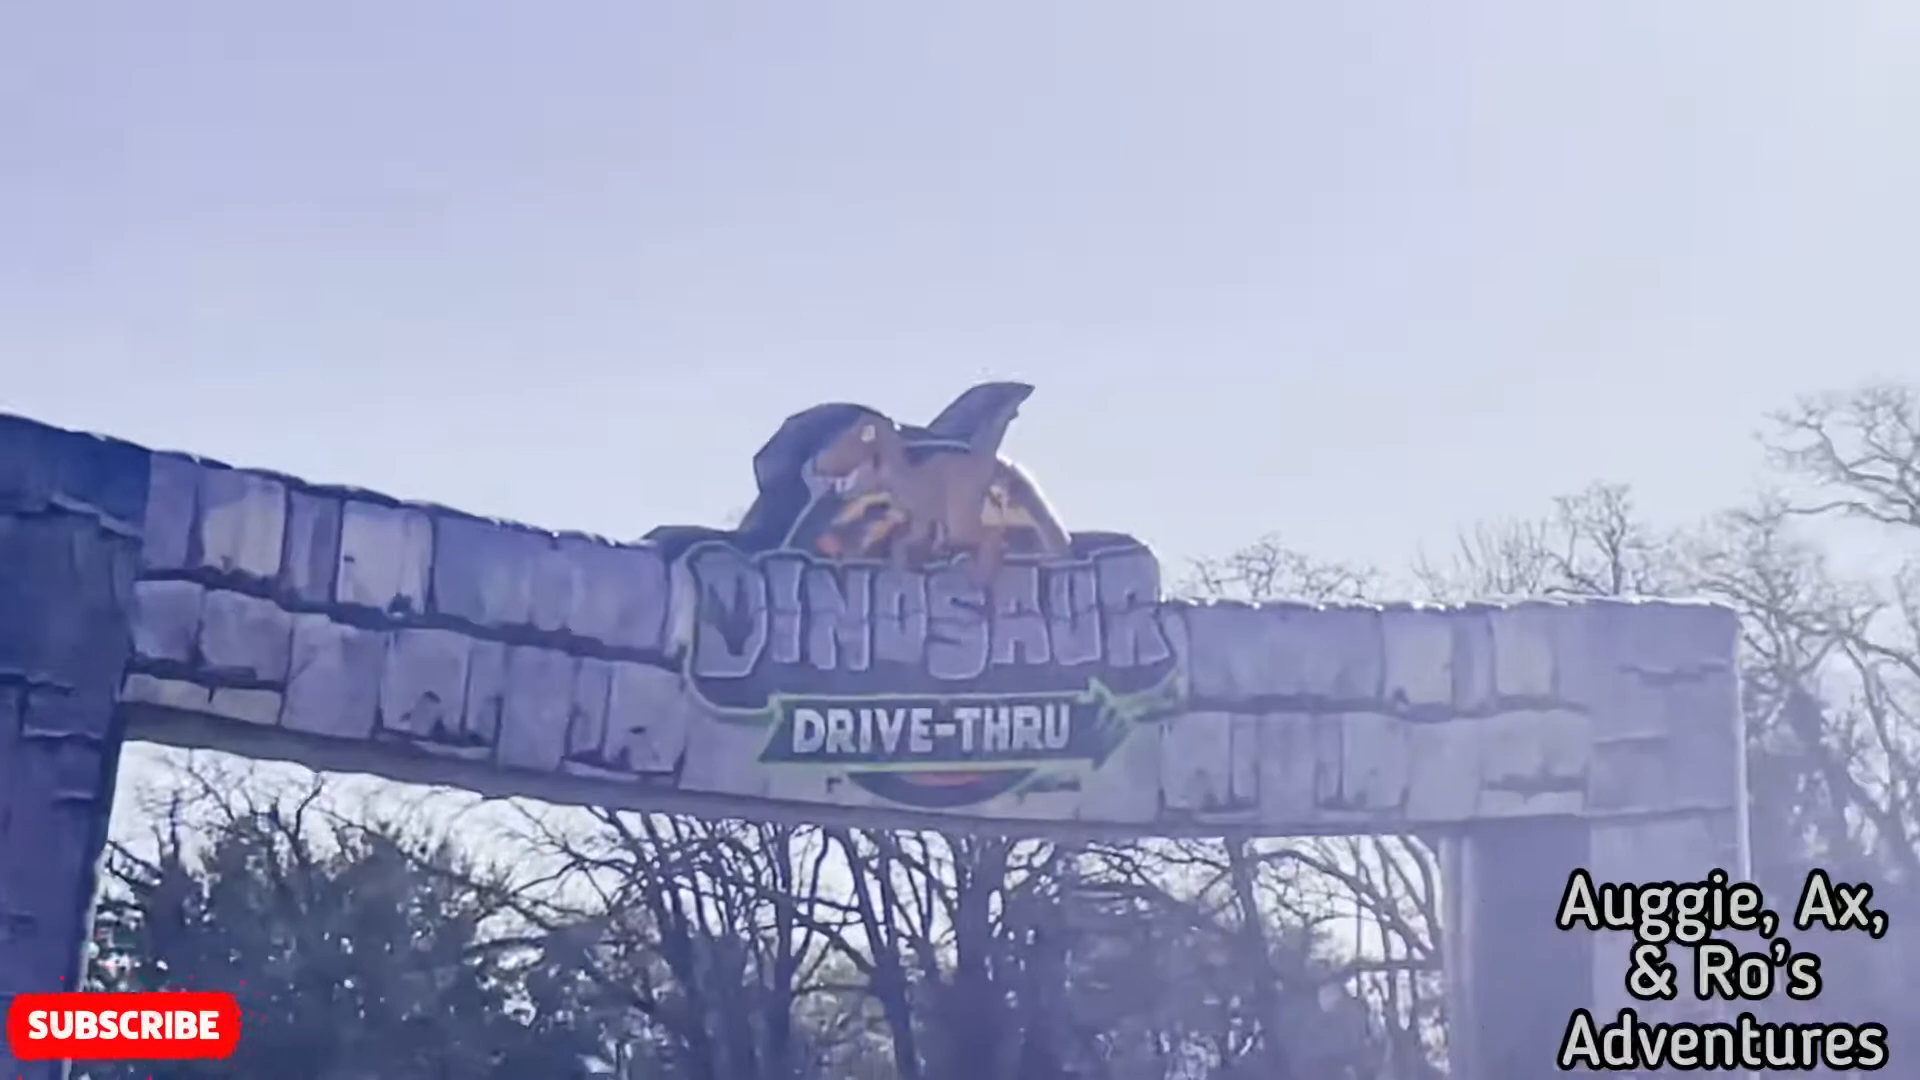 DINOSAUR
DRIVE-THRU
Auggie, Ax,
& Ro's
Adventures
SUBSCRIBE